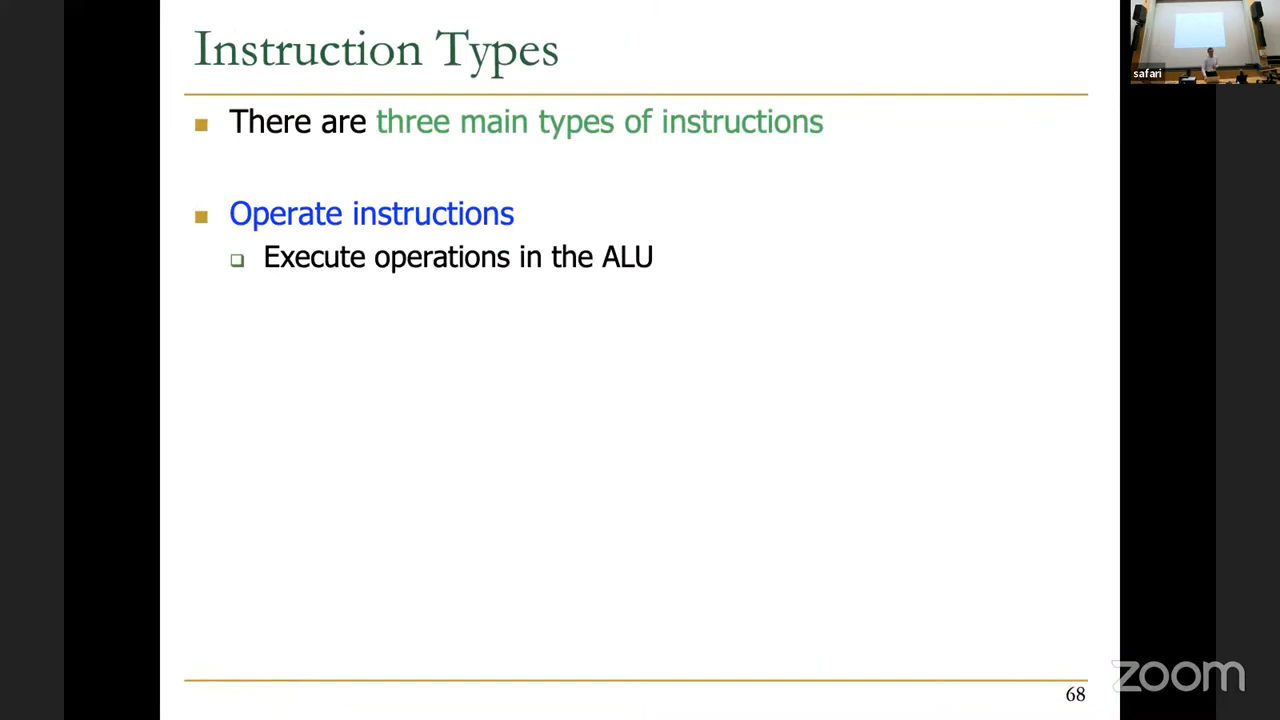 Instruction Types
There are three main types of instructions
Operate instructions
Execute operations in the ALU
68
safari
zoom